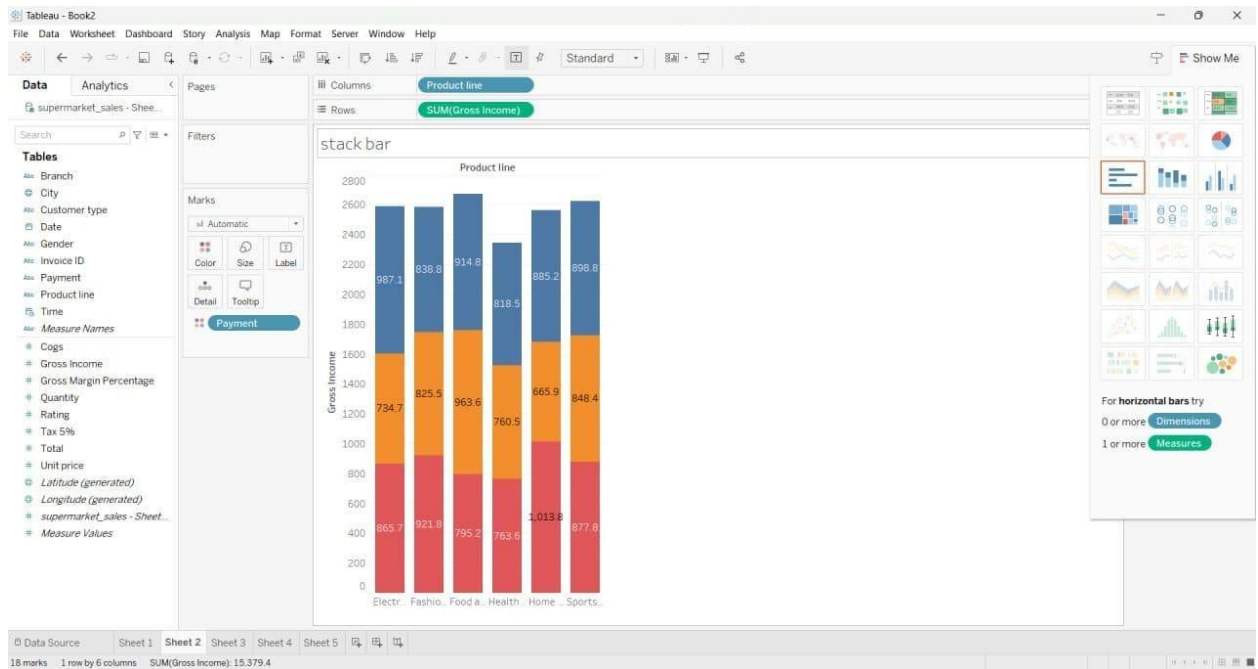 Tableau - Book2
File Data Worksheet Dashboard Story Analysis Map Format Server Window Help
Standard
Show Me
Data Analytics
supermarket_sales - Shee...
Search
Tables
Abc Branch
City
Abc Customer type
Date
Abc Gender
Abc Invoice ID
Abc Payment
Abc Product line
Time
Abc Measure Names
# Cogs
# Gross Income
# Gross Margin Percentage
# Quantity
# Rating
# Tax 5%
# Total
# Unit price
Latitude (generated)
Longitude (generated)
# supermarket_sales - Sheet...
# Measure Values
Pages
Filters
Marks
Automatic
Color Size Label
Detail Tooltip
Payment
Columns Product line
Rows SUM(Gross Income)
stack bar
Product line
Gross Income
2800
2600
2400
2200
2000
1800
1600
1400
1200
1000
800
600
400
200
0
987.1 838.8 914.8 818.5 885.2 898.8
734.7 825.5 963.6 760.5 665.9 848.4
865.7 921.8 795.2 763.6 1,013.8 877.8
Electr... Fashio... Food a... Health... Home ... Sports...
For horizontal bars try
0 or more Dimensions
1 or more Measures
Data Source Sheet 1 Sheet 2 Sheet 3 Sheet 4 Sheet 5
18 marks 1 row by 6 columns SUM(Gross Income): 15,379.4